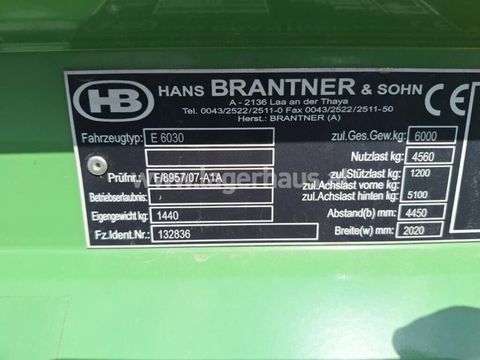 HB
HANS BRANTNER & SOHN
A - 2136 Laa an der Thaya
Tel. 0043/2522/2511-0 Fax 0043/2522/2511-50
Herst.: BRANTNER (A)
CE
Fahrzeugtyp: E 6030
zul.Ges.Gew.kg: 6000
Nutzlast kg: 4560
Prüfnr.: F/8957/07-A1A
zul.Stützlast kg: 1200
zul.Achslast vorne kg:
Betriebserlaubnis:
zul.Achslast hinten kg: 5100
Eigengewicht kg: 1440
Abstand(b) mm: 4450
Fz.Ident.Nr.: 132836
Breite(w) mm: 2020